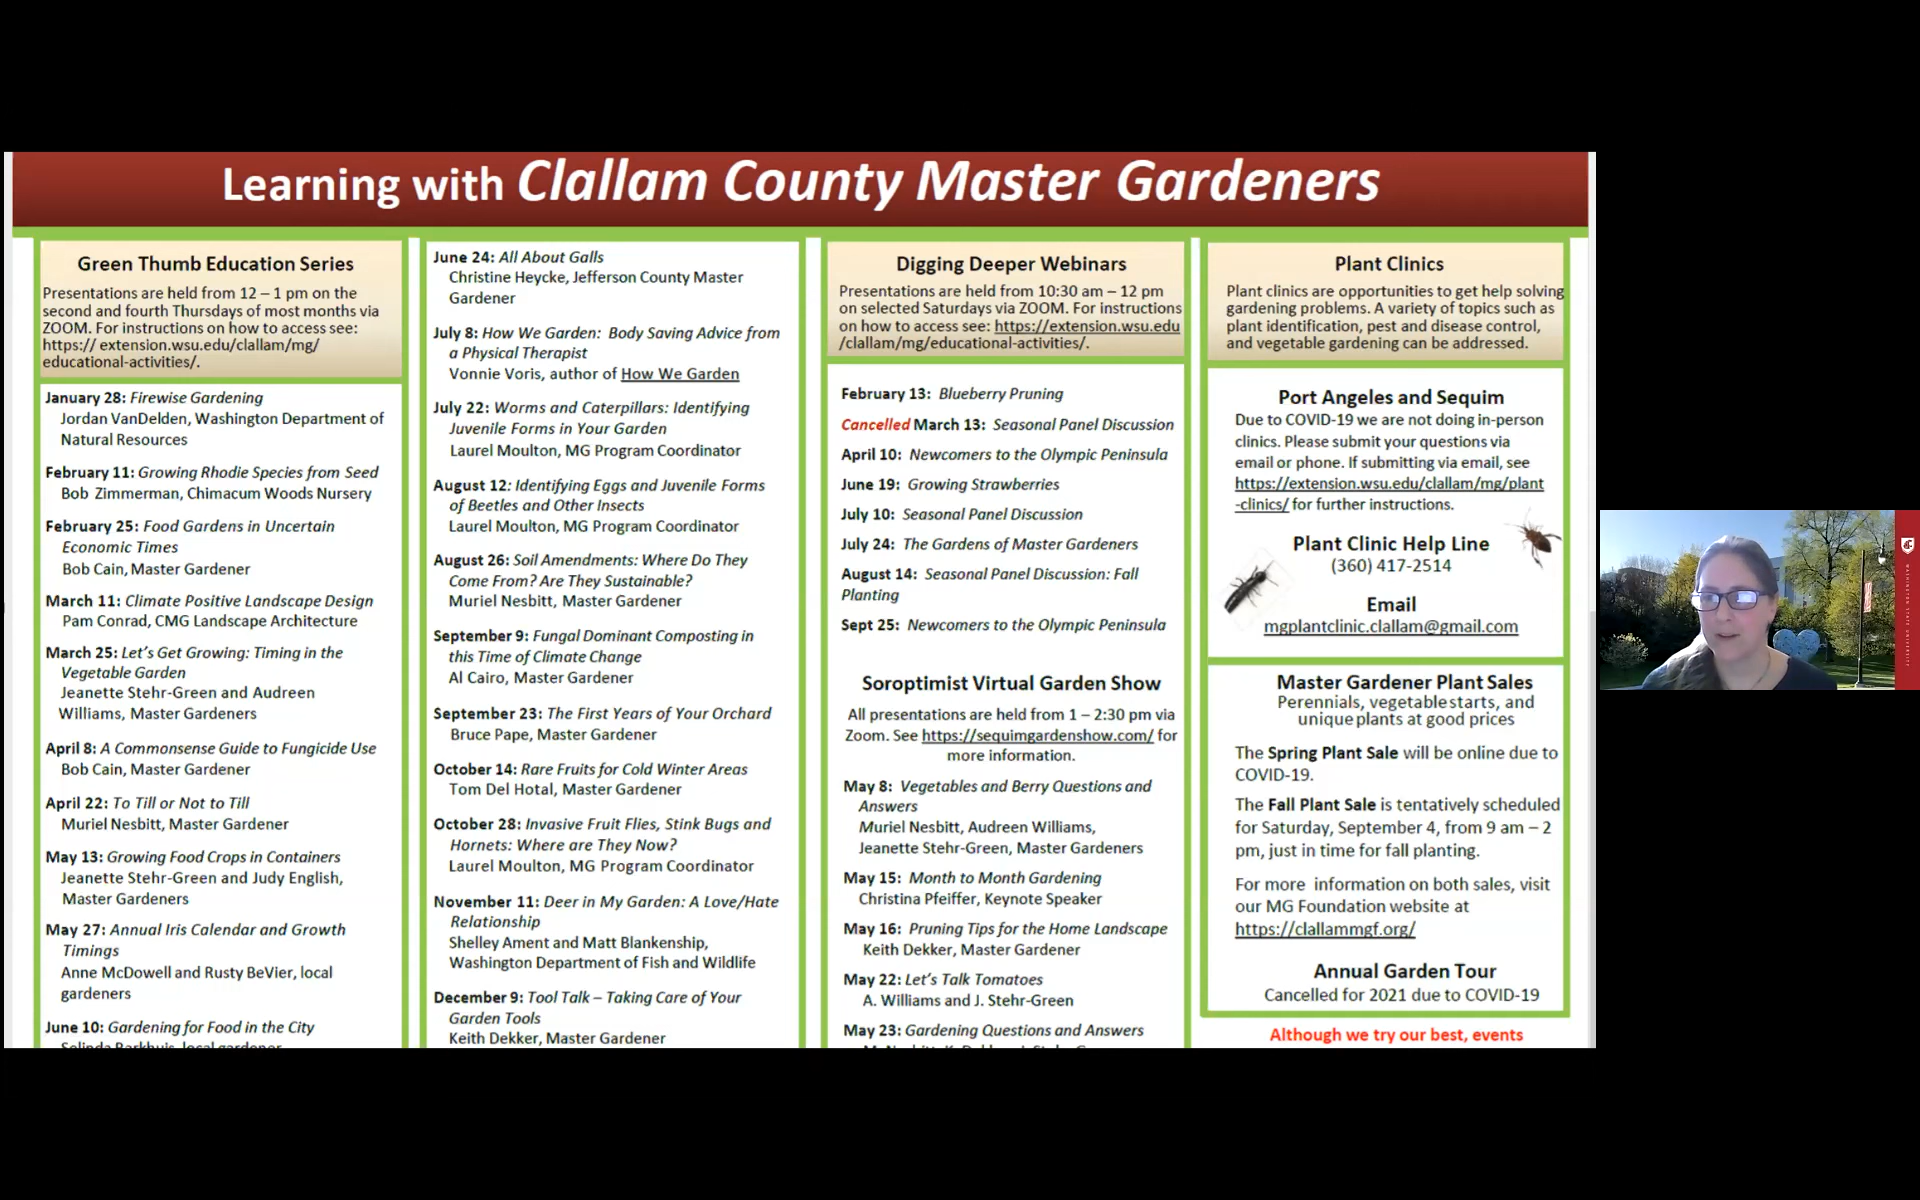 Learning with Clallam County Master Gardeners
Green Thumb Education Series
Presentations are held from 12 – 1 pm on the
second and fourth Thursdays of most months via
ZOOM. For instructions on how to access see:
https:// extension.wsu.edu/clallam/mg/
educational-activities/.
January 28: Firewise Gardening
Jordan VanDelden, Washington Department of
Natural Resources
February 11: Growing Rhodie Species from Seed
Bob Zimmerman, Chimacum Woods Nursery
February 25: Food Gardens in Uncertain
Economic Times
Bob Cain, Master Gardener
March 11: Climate Positive Landscape Design
Pam Conrad, CMG Landscape Architecture
March 25: Let's Get Growing: Timing in the
Vegetable Garden
Jeanette Stehr-Green and Audreen
Williams, Master Gardeners
April 8: A Commonsense Guide to Fungicide Use
Bob Cain, Master Gardener
April 22: To Till or Not to Till
Muriel Nesbitt, Master Gardener
May 13: Growing Food Crops in Containers
Jeanette Stehr-Green and Judy English,
Master Gardeners
May 27: Annual Iris Calendar and Growth
Timings
Anne McDowell and Rusty BeVier, local
gardeners
June 10: Gardening for Food in the City
June 24: All About Galls
Christine Heycke, Jefferson County Master
Gardener
July 8: How We Garden: Body Saving Advice from
a Physical Therapist
Vonnie Voris, author of How We Garden
July 22: Worms and Caterpillars: Identifying
Juvenile Forms in Your Garden
Laurel Moulton, MG Program Coordinator
August 12: Identifying Eggs and Juvenile Forms
of Beetles and Other Insects
Laurel Moulton, MG Program Coordinator
August 26: Soil Amendments: Where Do They
Come From? Are They Sustainable?
Muriel Nesbitt, Master Gardener
September 9: Fungal Dominant Composting in
this Time of Climate Change
Al Cairo, Master Gardener
September 23: The First Years of Your Orchard
Bruce Pape, Master Gardener
October 14: Rare Fruits for Cold Winter Areas
Tom Del Hotal, Master Gardener
October 28: Invasive Fruit Flies, Stink Bugs and
Hornets: Where are They Now?
Laurel Moulton, MG Program Coordinator
November 11: Deer in My Garden: A Love/Hate
Relationship
Shelley Ament and Matt Blankenship,
Washington Department of Fish and Wildlife
December 9: Tool Talk – Taking Care of Your
Garden Tools
Keith Dekker, Master Gardener
Digging Deeper Webinars
Presentations are held from 10:30 am – 12 pm
on selected Saturdays via ZOOM. For instructions
on how to access see: https://extension.wsu.edu
/clallam/mg/educational-activities/.
February 13: Blueberry Pruning
Cancelled March 13: Seasonal Panel Discussion
April 10: Newcomers to the Olympic Peninsula
June 19: Growing Strawberries
July 10: Seasonal Panel Discussion
July 24: The Gardens of Master Gardeners
August 14: Seasonal Panel Discussion: Fall
Planting
Sept 25: Newcomers to the Olympic Peninsula
Soroptimist Virtual Garden Show
All presentations are held from 1 – 2:30 pm via
Zoom. See https://sequimgardenshow.com/ for
more information.
May 8: Vegetables and Berry Questions and
Answers
Muriel Nesbitt, Audreen Williams,
Jeanette Stehr-Green, Master Gardeners
May 15: Month to Month Gardening
Christina Pfeiffer, Keynote Speaker
May 16: Pruning Tips for the Home Landscape
Keith Dekker, Master Gardener
May 22: Let's Talk Tomatoes
A. Williams and J. Stehr-Green
May 23: Gardening Questions and Answers
Plant Clinics
Plant clinics are opportunities to get help solving
gardening problems. A variety of topics such as
plant identification, pest and disease control,
and vegetable gardening can be addressed.
Port Angeles and Sequim
Due to COVID-19 we are not doing in-person
clinics. Please submit your questions via
email or phone. If submitting via email, see
https://extension.wsu.edu/clallam/mg/plant
-clinics/ for further instructions.
Plant Clinic Help Line
(360) 417-2514
Email
mgplantclinic.clallam@gmail.com
Master Gardener Plant Sales
Perennials, vegetable starts, and
unique plants at good prices
The Spring Plant Sale will be online due to
COVID-19.
The Fall Plant Sale is tentatively scheduled
for Saturday, September 4, from 9 am – 2
pm, just in time for fall planting.
For more information on both sales, visit
our MG Foundation website at
https://clallammgf.org/
Annual Garden Tour
Cancelled for 2021 due to COVID-19
Although we try our best, events